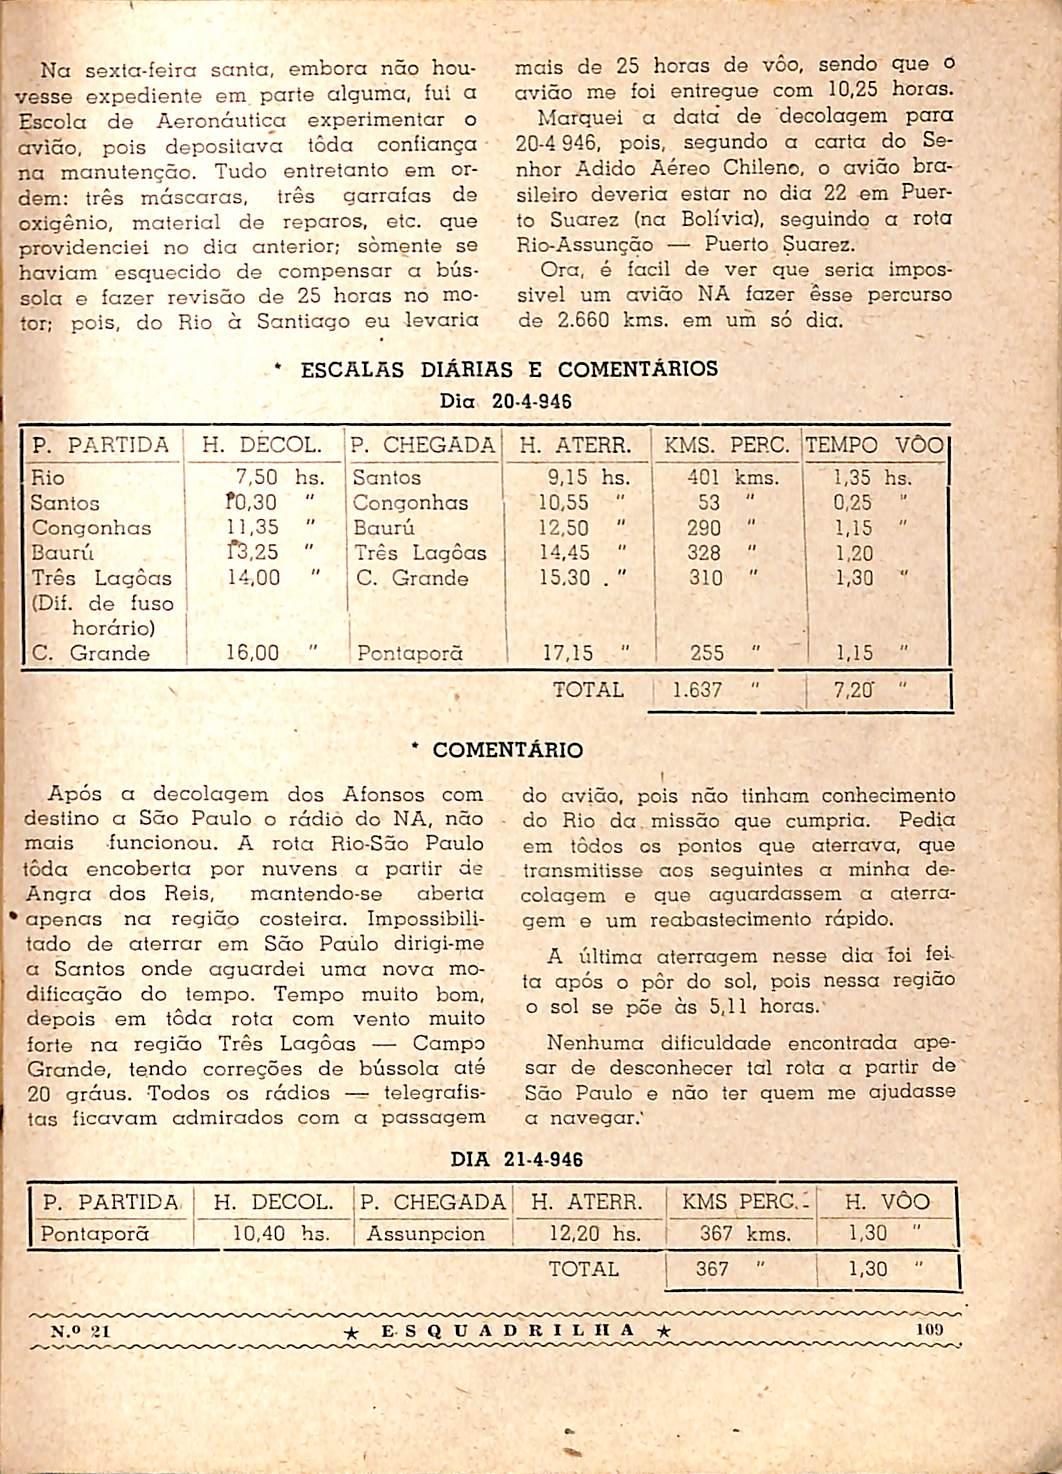 Na sexta-feira santa, embora não hou-
vesse expediente em parte alguma, fui a
Escola de Aeronáutica experimentar o
avião, pois depositava tôda confiança
na manutenção. Tudo entretanto em or-
dem: três máscaras, três garrafas de
oxigênio, material de reparos, etc. que
providenciei no dia anterior; sòmente se
haviam esquecido de compensar a bús-
sola e fazer revisão de 25 horas no mo-
tor; pois, do Rio à Santiago eu levaria
mais de 25 horas de vôo, sendo que o
avião me foi entregue com 10,25 horas.
Marquei a data de decolagem para
20-4 946, pois, segundo a carta do Se-
nhor Adido Aéreo Chileno, o avião bra-
sileiro deveria estar no dia 22 em Puer-
to Suarez (na Bolívia), seguindo a rota
Rio-Assunção — Puerto Suarez.
Ora, é facil de ver que seria impos-
sivel um avião NA fazer êsse percurso
de 2.660 kms. em um só dia.
* ESCALAS DIÁRIAS E COMENTÁRIOS
Dia 20-4-946
P. PARTIDA H. DECOL. P. CHEGADA H. ATERR. KMS. PERC. TEMPO VÔO
Rio 7,50 hs. Santos 9,15 hs. 401 kms. 1,35 hs.
Santos 10,30 " Congonhas 10,55 " 53 " 0,25 "
Congonhas 11,35 " Baurú 12,50 " 290 " 1,15 "
Baurú 13,25 " Três Lagôas 14,45 " 328 " 1,20
Três Lagôas 14,00 " C. Grande 15,30 . " 310 " 1,30 "
(Dif. de fuso
horário)
C. Grande 16,00 " Pontaporã 17,15 " 255 " 1,15 "
TOTAL 1.637 " 7,20 "
* COMENTÁRIO
Após a decolagem dos Afonsos com
destino a São Paulo o rádio do NA, não
mais funcionou. A rota Rio-São Paulo
tôda encoberta por nuvens a partir de
Angra dos Reis, mantendo-se aberta
apenas na região costeira. Impossibili-
tado de aterrar em São Paulo dirigi-me
a Santos onde aguardei uma nova mo-
dificação do tempo. Tempo muito bom,
depois em tôda rota com vento muito
forte na região Três Lagôas — Campo
Grande, tendo correções de bússola até
20 gráus. Todos os rádios — telegrafis-
tas ficavam admirados com a passagem
do avião, pois não tinham conhecimento
do Rio da missão que cumpria. Pedia
em tôdos os pontos que aterrava, que
transmitisse aos seguintes a minha de-
colagem e que aguardassem a aterra-
gem e um reabastecimento rápido.
A última aterragem nesse dia foi fei-
ta após o pôr do sol, pois nessa região
o sol se põe às 5,11 horas.
Nenhuma dificuldade encontrada ape-
sar de desconhecer tal rota a partir de
São Paulo e não ter quem me ajudasse
a navegar.
DIA 21-4-946
P. PARTIDA H. DECOL. P. CHEGADA H. ATERR. KMS PERC. H. VÔO
Pontaporã 10,40 hs. Assunpcion 12,20 hs. 367 kms. 1,30 "
TOTAL 367 " 1,30 "
N.º 21 ★ ESQUADRILHA ★ 109